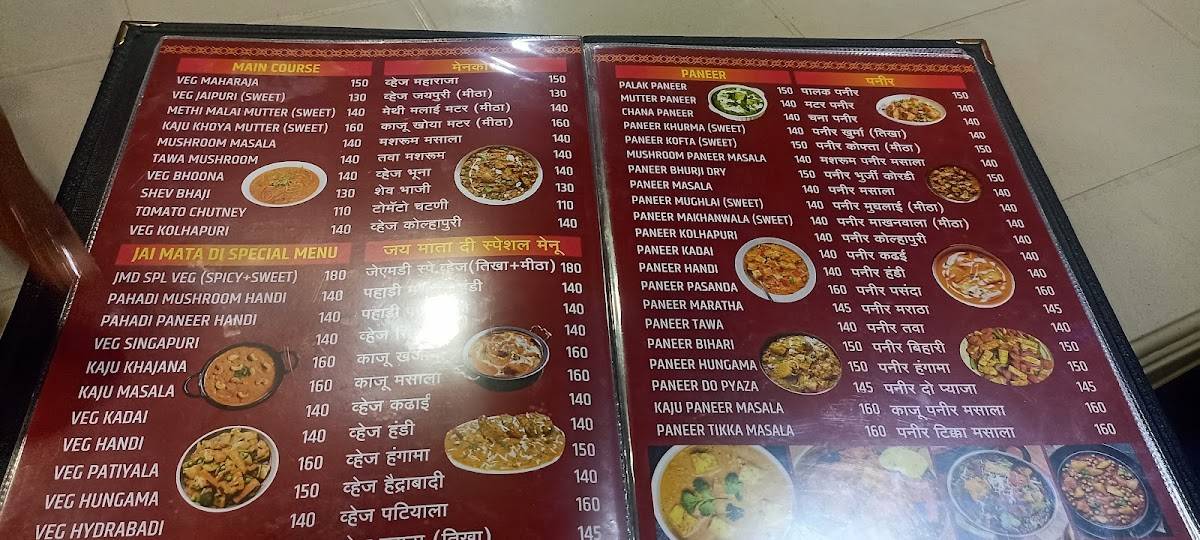 MAIN COURSE
VEG MAHARAJA 150
VEG JAIPURI (SWEET) 130
METHI MALAI MUTTER (SWEET) 140
KAJU KHOYA MUTTER (SWEET) 160
MUSHROOM MASALA 140
TAWA MUSHROOM 140
VEG BHOONA 140
SHEV BHAJI 130
TOMATO CHUTNEY 110
VEG KOLHAPURI 140
JAI MATA DI SPECIAL MENU
JMD SPL VEG (SPICY+SWEET) 180
PAHADI MUSHROOM HANDI 140
PAHADI PANEER HANDI 140
VEG SINGAPURI 140
KAJU KHAJANA 160
KAJU MASALA 160
VEG KADAI 140
VEG HANDI 140
VEG PATIYALA 160
VEG HUNGAMA 150
VEG HYDRABADI 140
मेनको
व्हेज महाराजा 150
व्हेज जयपुरी (मीठा) 130
मेथी मलाई मटर (मीठा) 140
काजू खोया मटर (मीठा) 160
मशरूम मसाला 140
तवा मशरूम 140
व्हेज भूना 140
शेव भाजी 130
टोमॅटो चटणी 110
व्हेज कोल्हापुरी 140
जय माता दी स्पेशल मेनू
जेएमडी स्पे.व्हेज(तिखा+मीठा) 180
पहाड़ी हंडी 140
पहाड़ी 140
व्हेज 140
काजू 160
काजू मसाला 160
व्हेज कढाई 140
व्हेज हंडी 140
व्हेज हंगामा 150
व्हेज हैद्राबादी 140
व्हेज पटियाला 160
(तिखा) 145
PANEER
PALAK PANEER 150
MUTTER PANEER 140
CHANA PANEER 140
PANEER KHURMA (SWEET) 140
PANEER KOFTA (SWEET) 150
MUSHROOM PANEER MASALA 140
PANEER BHURJI DRY 150
PANEER MASALA 140
PANEER MUGHLAI (SWEET) 140
PANEER MAKHANWALA (SWEET) 140
PANEER KOLHAPURI 140
PANEER KADAI 140
PANEER HANDI 140
PANEER PASANDA 160
PANEER MARATHA 145
PANEER TAWA 140
PANEER BIHARI 150
PANEER HUNGAMA 150
PANEER DO PYAZA 145
KAJU PANEER MASALA 160
PANEER TIKKA MASALA 160
पनीर
पालक पनीर 150
मटर पनीर 140
चना पनीर 140
पनीर खुर्मा (तिखा) 140
पनीर कोफ्ता (मीठा) 150
मशरूम पनीर मसाला 140
पनीर भुर्जी कोरडी 150
पनीर मसाला 140
पनीर मुघलाई (मीठा) 140
पनीर माखनवाला (मीठा) 140
पनीर कोल्हापुरी 140
पनीर कढई 140
पनीर हंडी 140
पनीर पसंदा 160
पनीर मराठा 145
पनीर तवा 140
पनीर बिहारी 150
पनीर हंगामा 150
पनीर दो प्याजा 145
काजू पनीर मसाला 160
पनीर टिक्का मसाला 160